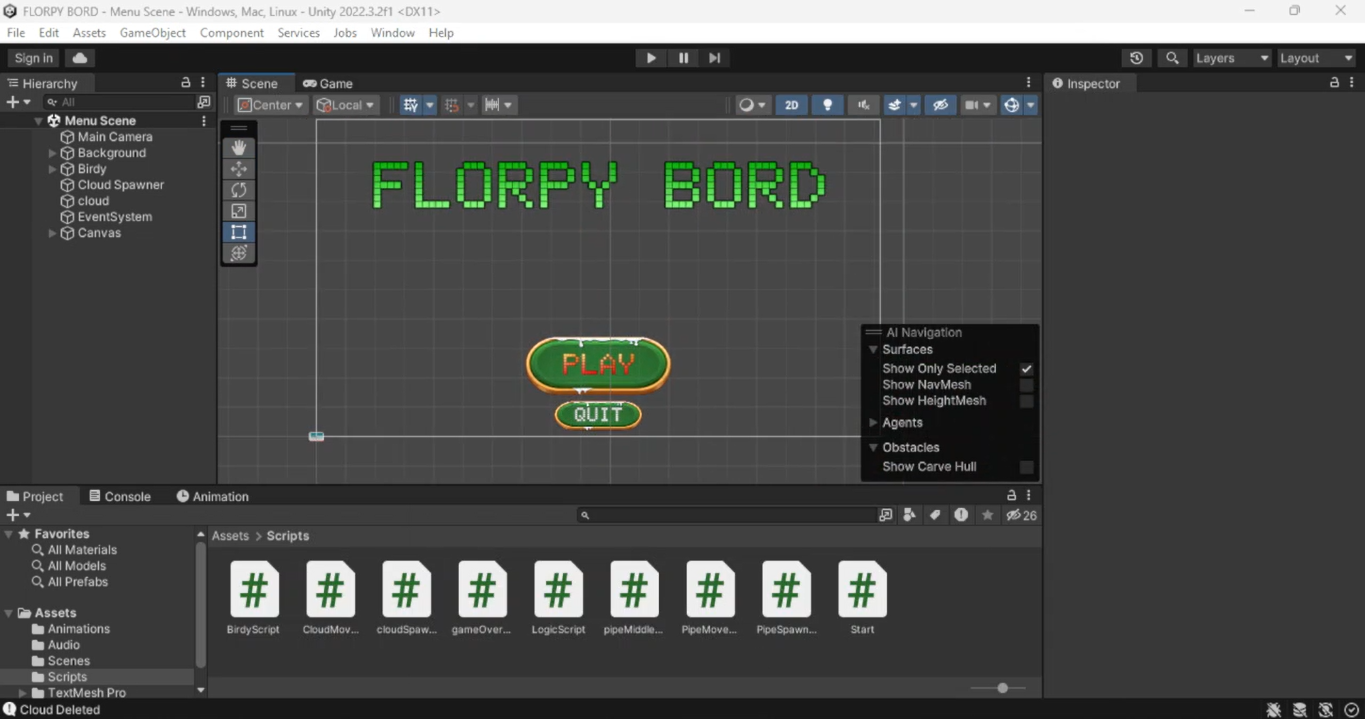 FLORPY BORD - Menu Scene - Windows, Mac, Linux - Unity 2022.3.2f1 <DX11>
File Edit Assets GameObject Component Services Jobs Window Help
Sign in Layers Layout
Hierarchy Scene Game Inspector
All Center Local 2D
Menu Scene
Main Camera
Background
Birdy
Cloud Spawner
cloud
EventSystem
Canvas
FLORPY BORD
PLAY
QUIT
AI Navigation
Surfaces
Show Only Selected
Show NavMesh
Show HeightMesh
Agents
Obstacles
Show Carve Hull
Project Console Animation
26
Favorites
All Materials
All Models
All Prefabs
Assets
Animations
Audio
Scenes
Scripts
TextMesh Pro
Assets > Scripts
# # # # # # # # #
BirdyScript CloudMov... cloudSpaw... gameOver... LogicScript pipeMiddle... PipeMove... PipeSpawn... Start
Cloud Deleted